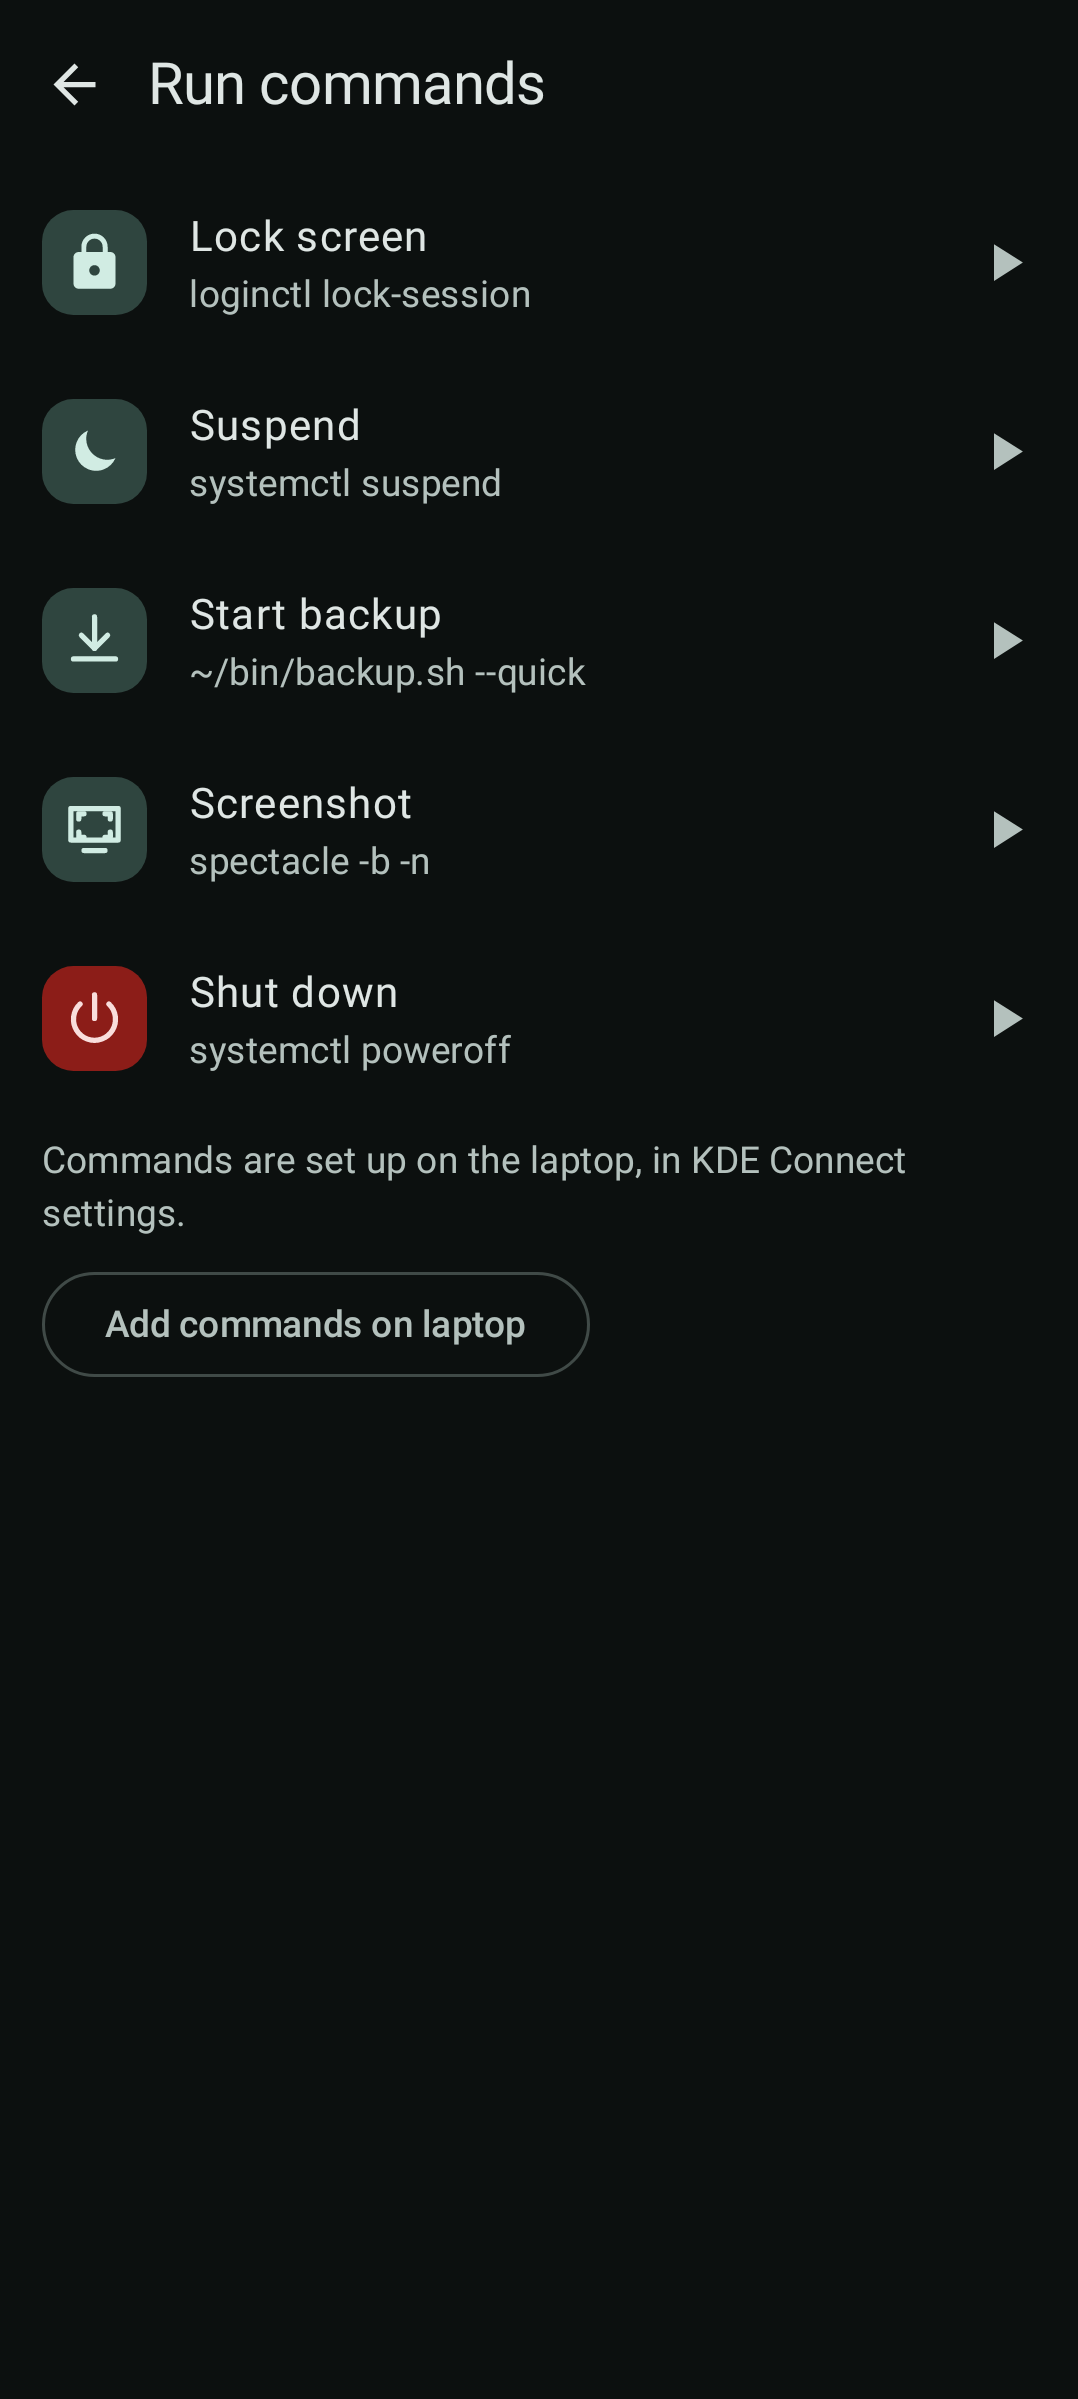 Run commands
Lock screen
loginctl lock-session
Suspend
systemctl suspend
Start backup
~/bin/backup.sh --quick
Screenshot
spectacle -b -n
Shut down
systemctl poweroff
Commands are set up on the laptop, in KDE Connect
settings.
Add commands on laptop